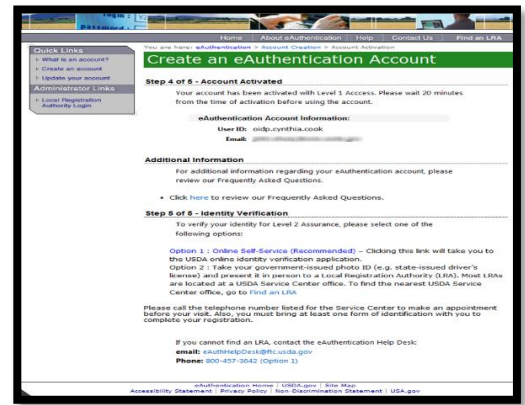 Home About eAuthentication Help Contact Us Find an LRA
You are here: eAuthentication > Account Creation > Account Activation
Quick Links
What is an account?
Create an account
Update your account
Administrator Links
Local Registration
Authority Login
Create an eAuthentication Account
Step 4 of 5 - Account Activated
Your account has been activated with Level 1 Acccess. Please wait 20 minutes
from the time of activation before using the account.
eAuthentication Account Information:
User ID: oidp.cynthia.cook
Email:
Additional Information
For additional information regarding your eAuthentication account, please
review our Frequently Asked Questions.
Click here to review our Frequently Asked Questions.
Step 5 of 5 - Identity Verification
To verify your identity for Level 2 Assurance, please select one of the
following options:
Option 1 : Online Self-Service (Recommended) – Clicking this link will take you to
the USDA online identity verification application.
Option 2 : Take your government-issued photo ID (e.g. state-issued driver's
license) and present it in person to a Local Registration Authority (LRA). Most LRAs
are located at a USDA Service Center office. To find the nearest USDA Service
Center office, go to Find an LRA
Please call the telephone number listed for the Service Center to make an appointment
before your visit. Also, you must bring at least one form of identification with you to
complete your registration.
If you cannot find an LRA, contact the eAuthentication Help Desk:
email: eAuthHelpDesk@ftc.usda.gov
Phone: 800-457-3642 (Option 1)
eAuthentication Home | USDA.gov | Site Map
Accessibility Statement | Privacy Policy | Non-Discrimination Statement | USA.gov